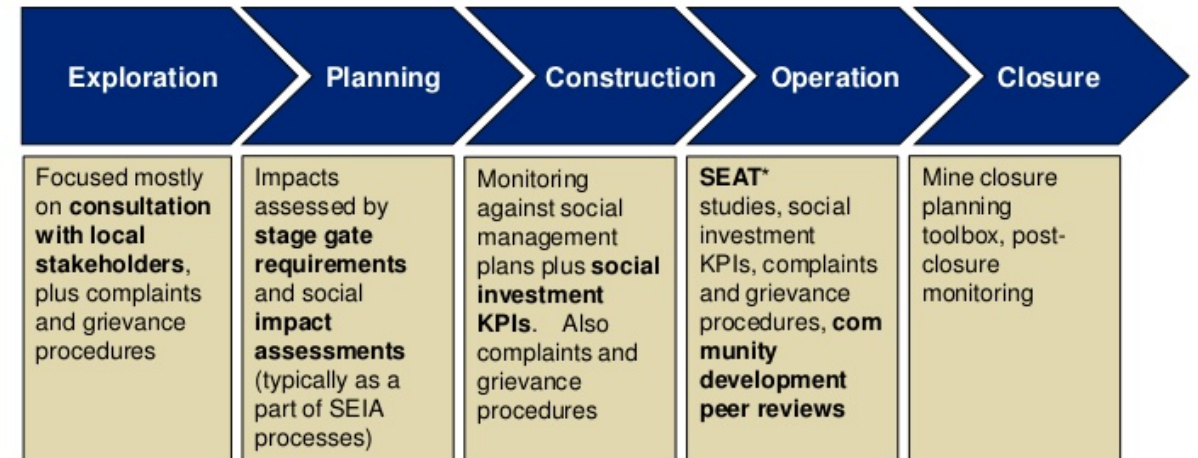 Exploration
Planning
Construction
Operation
Closure
Focused mostly
on consultation
with local
stakeholders,
plus complaints
and grievance
procedures
Impacts
assessed by
stage gate
requirements
and social
impact
assessments
(typically as a
part of SEIA
processes)
Monitoring
against social
management
plans plus social
investment
KPIs. Also
complaints and
grievance
procedures
SEAT*
studies, social
investment
KPIs, complaints
and grievance
procedures, com
munity
development
peer reviews
Mine closure
planning
toolbox, post-
closure
monitoring